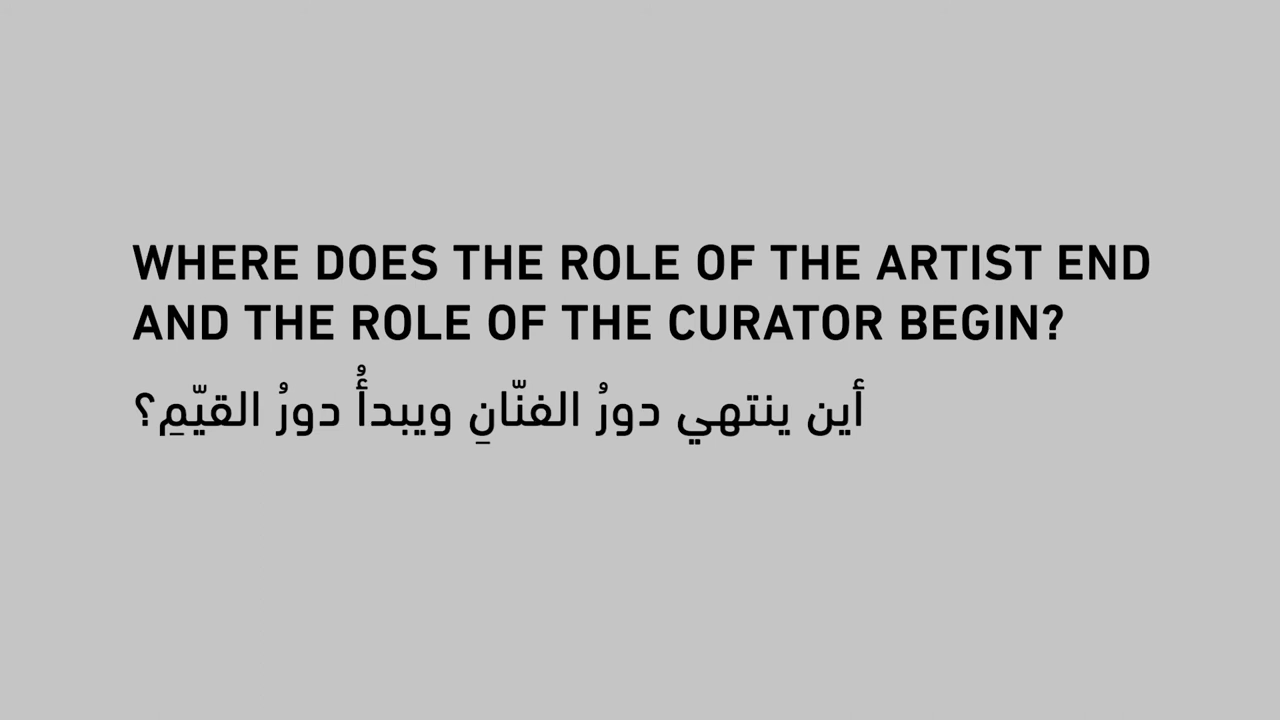 WHERE DOES THE ROLE OF THE ARTIST END
AND THE ROLE OF THE CURATOR BEGIN?
أين ينتهي دورُ الفنّانِ ويبدأُ دورُ القيّمِ؟